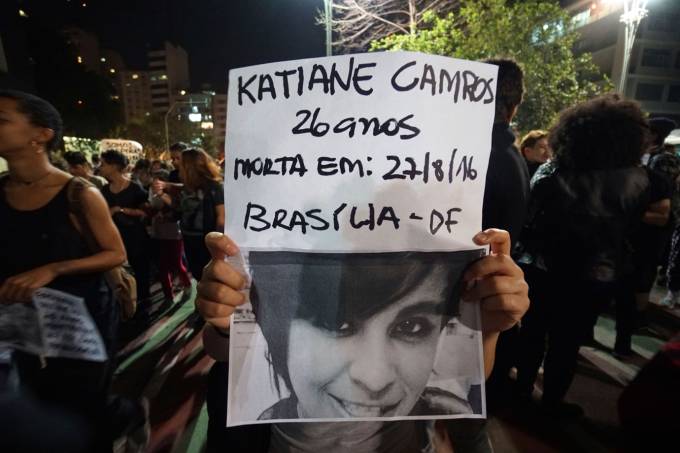 KATIANE CAMPOS
26 anos
MORTA EM: 27/8/16
BRASÍLIA - DF